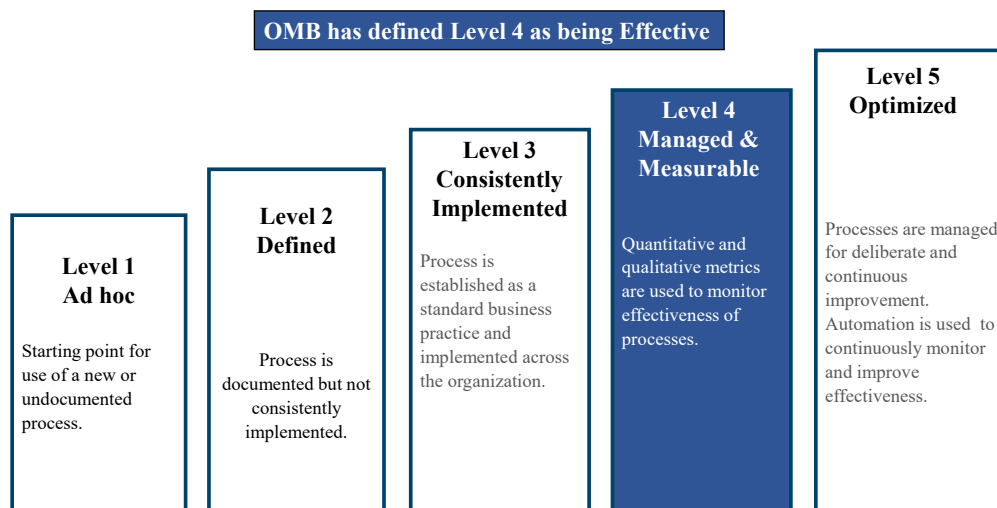 OMB has defined Level 4 as being Effective
Level 1
Ad hoc
Starting point for
use of a new or
undocumented
process.
Level 2
Defined
Process is
documented but not
consistently
implemented.
Level 3
Consistently
Implemented
Process is
established as a
standard business
practice and
implemented across
the organization.
Level 4
Managed &
Measurable
Quantitative and
qualitative metrics
are used to monitor
effectiveness of
processes.
Level 5
Optimized
Processes are managed
for deliberate and
continuous
improvement.
Automation is used to
continuously monitor
and improve
effectiveness.